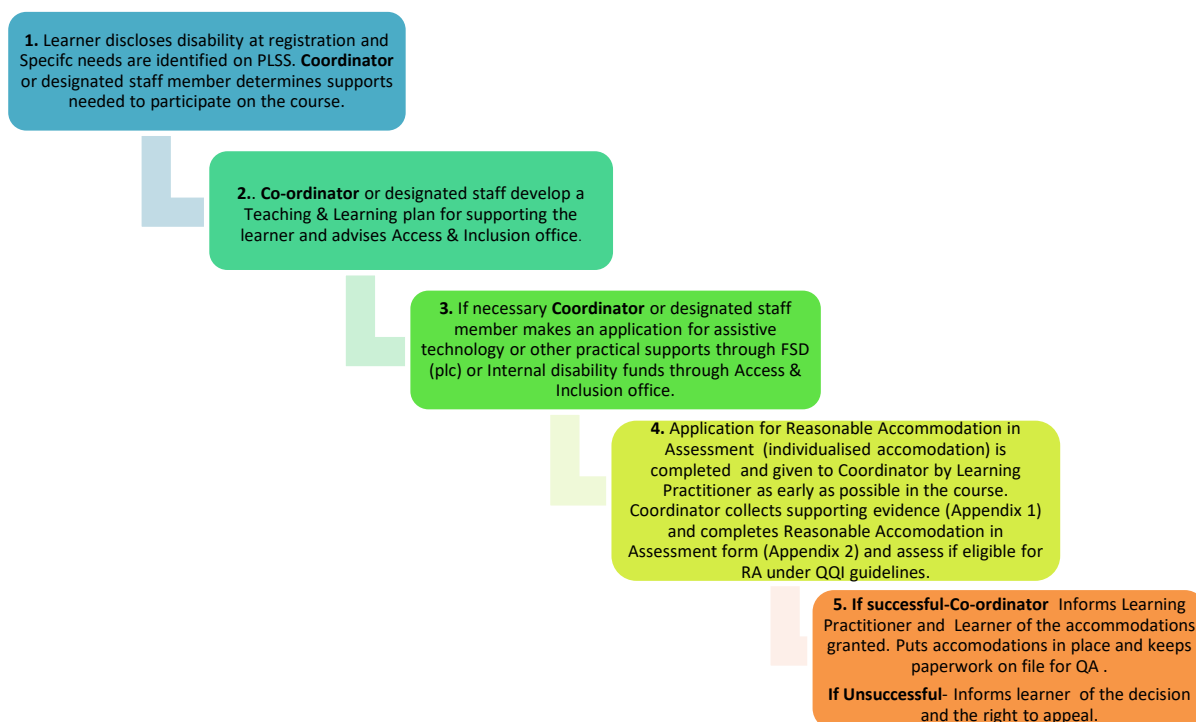 1. Learner discloses disability at registration and
Specifc needs are identified on PLSS. Coordinator
or designated staff member determines supports
needed to participate on the course.
2.. Co-ordinator or designated staff develop a
Teaching & Learning plan for supporting the
learner and advises Access & Inclusion office.
3. If necessary Coordinator or designated staff
member makes an application for assistive
technology or other practical supports through FSD
(plc) or Internal disability funds through Access &
Inclusion office.
4. Application for Reasonable Accommodation in
Assessment (individualised accomodation) is
completed and given to Coordinator by Learning
Practitioner as early as possible in the course.
Coordinator collects supporting evidence (Appendix 1)
and completes Reasonable Accomodation in
Assessment form (Appendix 2) and assess if eligible for
RA under QQI guidelines.
5. If successful-Co-ordinator Informs Learning
Practitioner and Learner of the accommodations
granted. Puts accomodations in place and keeps
paperwork on file for QA .
If Unsuccessful- Informs learner of the decision
and the right to appeal.